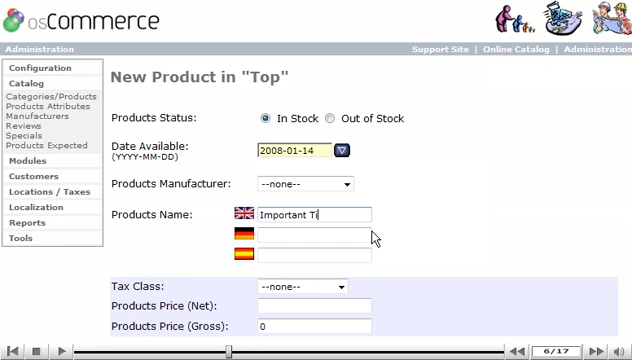 osCommerce
Administration
Support Site | Online Catalog | Administration
Configuration
Catalog
Categories/Products
Products Attributes
Manufacturers
Reviews
Specials
Products Expected
Modules
Customers
Locations / Taxes
Localization
Reports
Tools
New Product in "Top"
Products Status: In Stock Out of Stock
Date Available: 2008-01-14
(YYYY-MM-DD)
Products Manufacturer: --none--
Products Name: Important Ti
Tax Class: --none--
Products Price (Net):
Products Price (Gross): 0
6/17